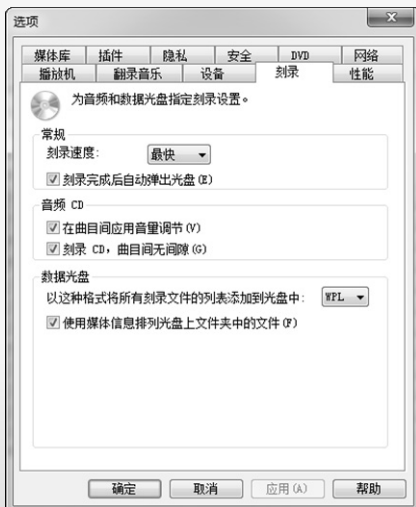 选项
媒体库 插件 隐私 安全 DVD 网络
播放机 翻录音乐 设备 刻录 性能
为音频和数据光盘指定刻录设置。
常规
刻录速度: 最快
刻录完成后自动弹出光盘(E)
音频 CD
在曲目间应用音量调节(V)
刻录 CD，曲目间无间隙(G)
数据光盘
以这种格式将所有刻录文件的列表添加到光盘中: WPL
使用媒体信息排列光盘上文件夹中的文件(F)
确定 取消 应用(A) 帮助